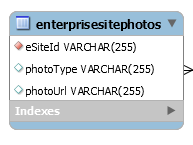 enterprisesitephotos
eSiteId VARCHAR(255)
photoType VARCHAR(255)
photoUrl VARCHAR(255)
Indexes